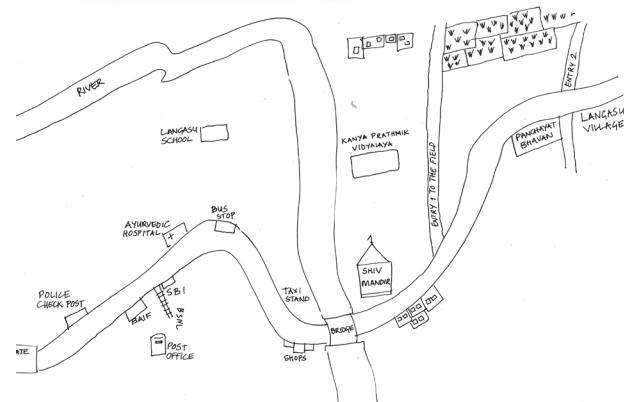 RIVER
LANGASU
SCHOOL
KANYA PRATHMIK
VIDYALAYA
ENTRY 1 TO THE FIELD
ENTRY 2
PANCHAYAT
BHAVAN
LANGASU
VILLAGE
BUS
STOP
AYURVEDIC
HOSPITAL
SHIV
MANDIR
TAXI
STAND
POLICE
CHECK POST
SBI
BAIF
BSNL
BRIDGE
POST
OFFICE
SHOPS
ATE